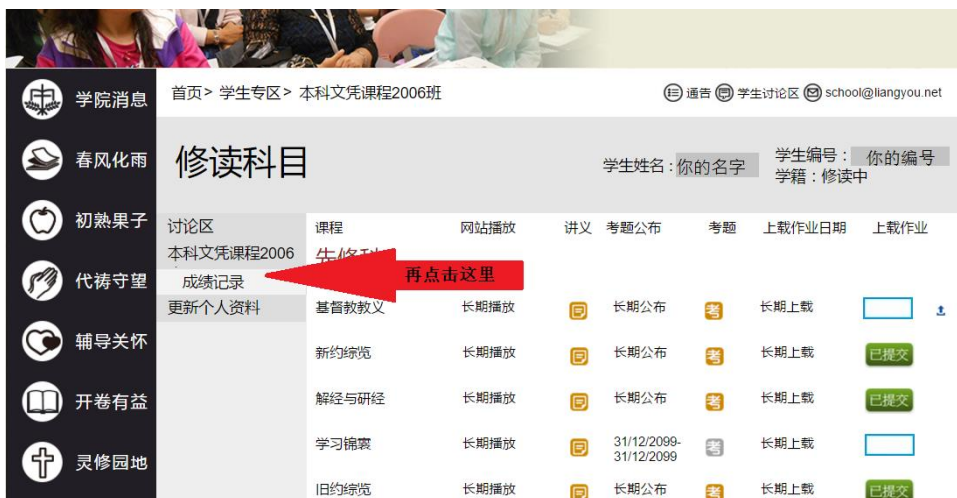 学院消息
春风化雨
初熟果子
代祷守望
辅导关怀
开卷有益
灵修园地
首页> 学生专区> 本科文凭课程2006班
通告 学生讨论区 school@liangyou.net
修读科目
学生姓名：你的名字
学生编号： 你的编号
学籍：修读中
讨论区
本科文凭课程2006
成绩记录
更新个人资料
再点击这里
课程 网站播放 讲义 考题公布 考题 上载作业日期 上载作业
先修科
基督教教义 长期播放 长期公布 考 长期上载
新约综览 长期播放 长期公布 考 长期上载 已提交
解经与研经 长期播放 长期公布 考 长期上载 已提交
学习锦囊 长期播放 31/12/2099- 考 长期上载
31/12/2099
旧约综览 长期播放 长期公布 考 长期上载 已提交